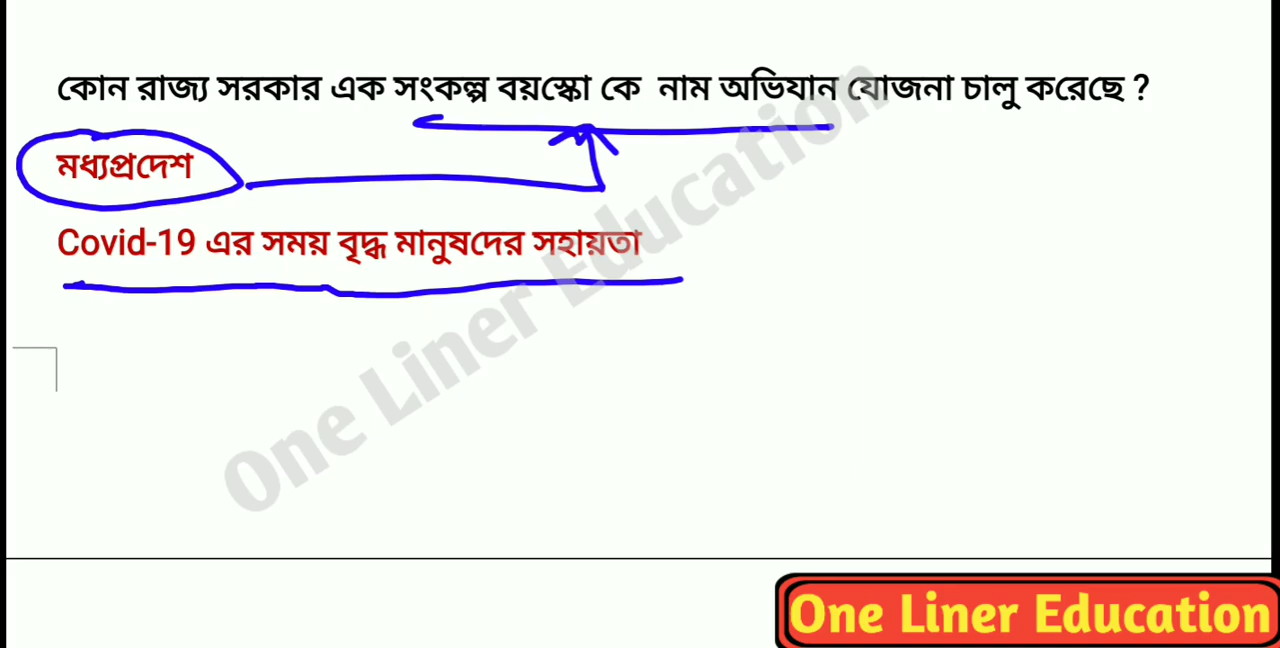 কোন রাজ্য সরকার এক সংকল্প বয়স্কো কে নাম অভিযান যোজনা চালু করেছে ?
মধ্যপ্রদেশ
Covid-19 এর সময় বৃদ্ধ মানুষদের সহায়তা
One Liner Education
One Liner Education